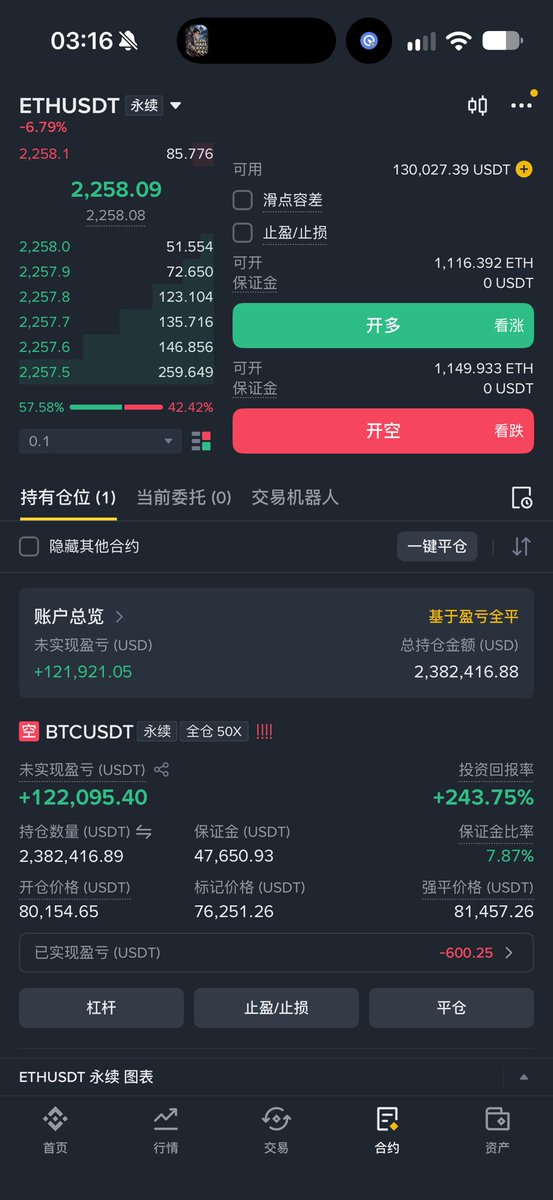 03:16
ETHUSDT 永续
-6.79%
2,258.1 85.776
2,258.09
2,258.08
2,258.0 51.554
2,257.9 72.650
2,257.8 123.104
2,257.7 135.716
2,257.6 146.856
2,257.5 259.649
57.58% 42.42%
0.1
可用 130,027.39 USDT
滑点容差
止盈/止损
可开 1,116.392 ETH
保证金 0 USDT
开多 看涨
可开 1,149.933 ETH
保证金 0 USDT
开空 看跌
持有仓位 (1) 当前委托 (0) 交易机器人
隐藏其他合约 一键平仓
账户总览 基于盈亏全平
未实现盈亏 (USD) 总持仓金额 (USD)
+121,921.05 2,382,416.88
空 BTCUSDT 永续 全仓 50X !!!!
未实现盈亏 (USDT) 投资回报率
+122,095.40 +243.75%
持仓数量 (USDT) 保证金 (USDT) 保证金比率
2,382,416.89 47,650.93 7.87%
开仓价格 (USDT) 标记价格 (USDT) 强平价格 (USDT)
80,154.65 76,251.26 81,457.26
已实现盈亏 (USDT) -600.25
杠杆 止盈/止损 平仓
ETHUSDT 永续 图表
首页 行情 交易 合约 资产